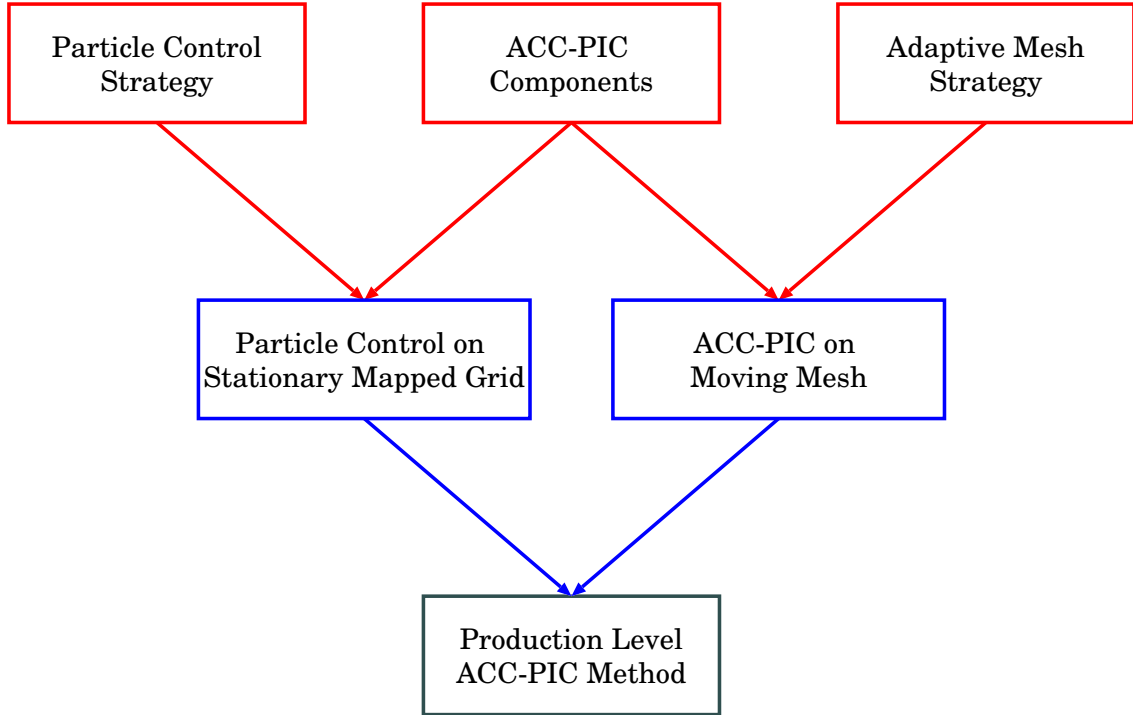 Particle Control
Strategy
ACC-PIC
Components
Adaptive Mesh
Strategy
Particle Control on
Stationary Mapped Grid
ACC-PIC on
Moving Mesh
Production Level
ACC-PIC Method